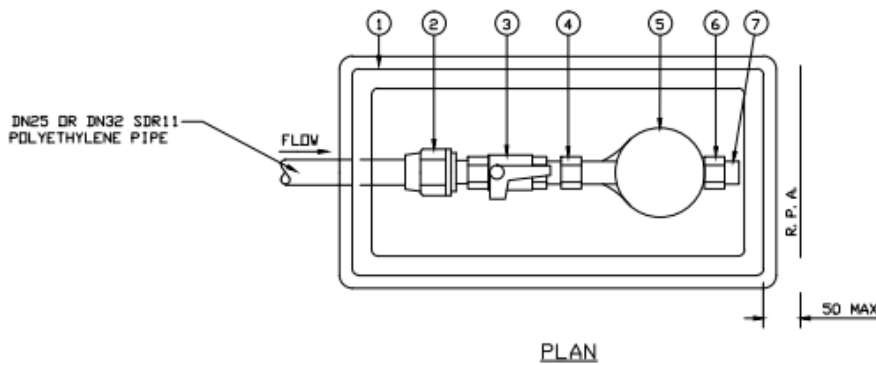 1 2 3 4 5 6 7
DN25 OR DN32 SDR11
POLYETHYLENE PIPE
FLOW
R.P.A.
50 MAX
PLAN